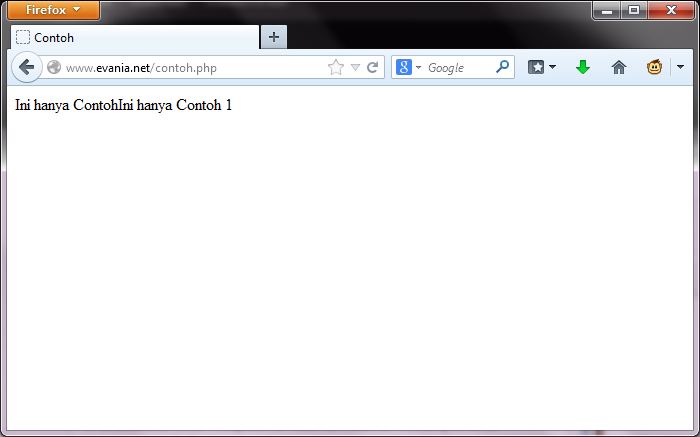 Firefox
Contoh
www.evania.net/contoh.php
Google
Ini hanya ContohIni hanya Contoh 1